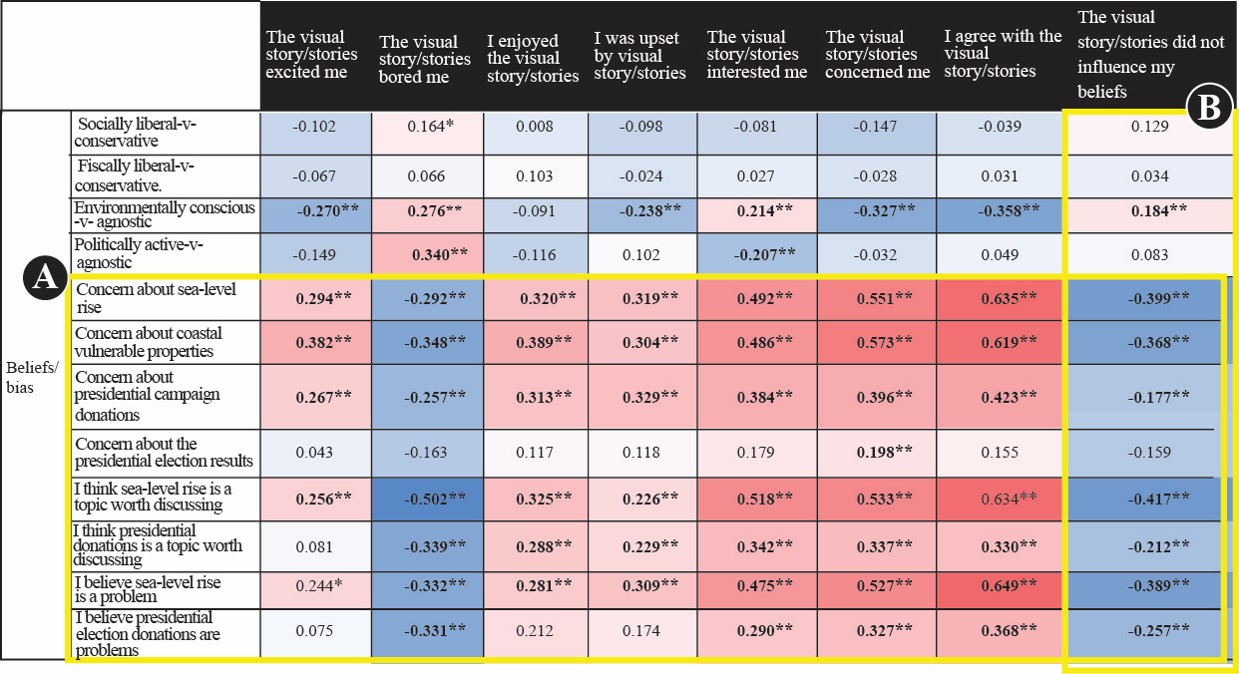 The visual story/stories excited me
The visual story/stories bored me
I enjoyed the visual story/stories
I was upset by visual story/stories
The visual story/stories interested me
The visual story/stories concerned me
I agree with the visual story/stories
The visual story/stories did not influence my beliefs
B
Socially liberal-v-conservative -0.102 0.164* 0.008 -0.098 -0.081 -0.147 -0.039 0.129
Fiscally liberal-v-conservative. -0.067 0.066 0.103 -0.024 0.027 -0.028 0.031 0.034
Environmentally conscious -v- agnostic -0.270** 0.276** -0.091 -0.238** 0.214** -0.327** -0.358** 0.184**
Politically active-v-agnostic -0.149 0.340** -0.116 0.102 -0.207** -0.032 0.049 0.083
A
Beliefs/bias
Concern about sea-level rise 0.294** -0.292** 0.320** 0.319** 0.492** 0.551** 0.635** -0.399**
Concern about coastal vulnerable properties 0.382** -0.348** 0.389** 0.304** 0.486** 0.573** 0.619** -0.368**
Concern about presidential campaign donations 0.267** -0.257** 0.313** 0.329** 0.384** 0.396** 0.423** -0.177**
Concern about the presidential election results 0.043 -0.163 0.117 0.118 0.179 0.198** 0.155 -0.159
I think sea-level rise is a topic worth discussing 0.256** -0.502** 0.325** 0.226** 0.518** 0.533** 0.634** -0.417**
I think presidential donations is a topic worth discussing 0.081 -0.339** 0.288** 0.229** 0.342** 0.337** 0.330** -0.212**
I believe sea-level rise is a problem 0.244* -0.332** 0.281** 0.309** 0.475** 0.527** 0.649** -0.389**
I believe presidential election donations are problems 0.075 -0.331** 0.212 0.174 0.290** 0.327** 0.368** -0.257**